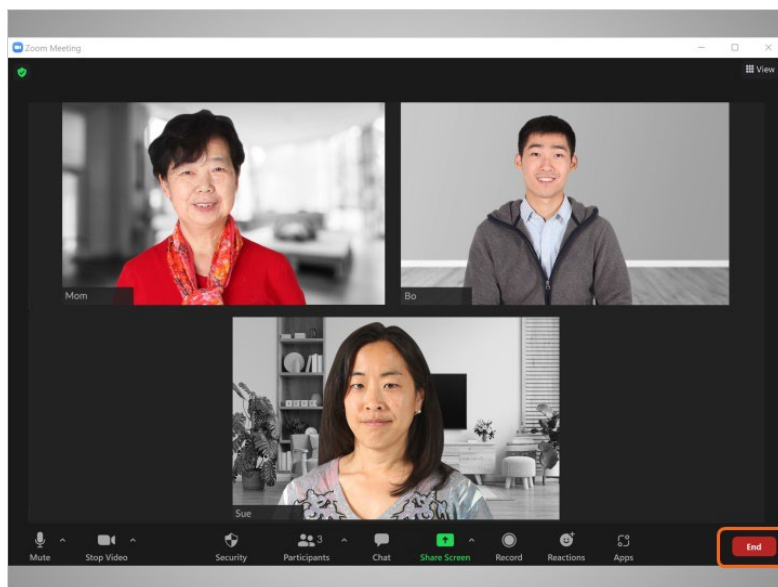 Zoom Meeting
View
Mom
Bo
Sue
3
Mute
Stop Video
Security
Participants
Chat
Share Screen
Record
Reactions
Apps
End